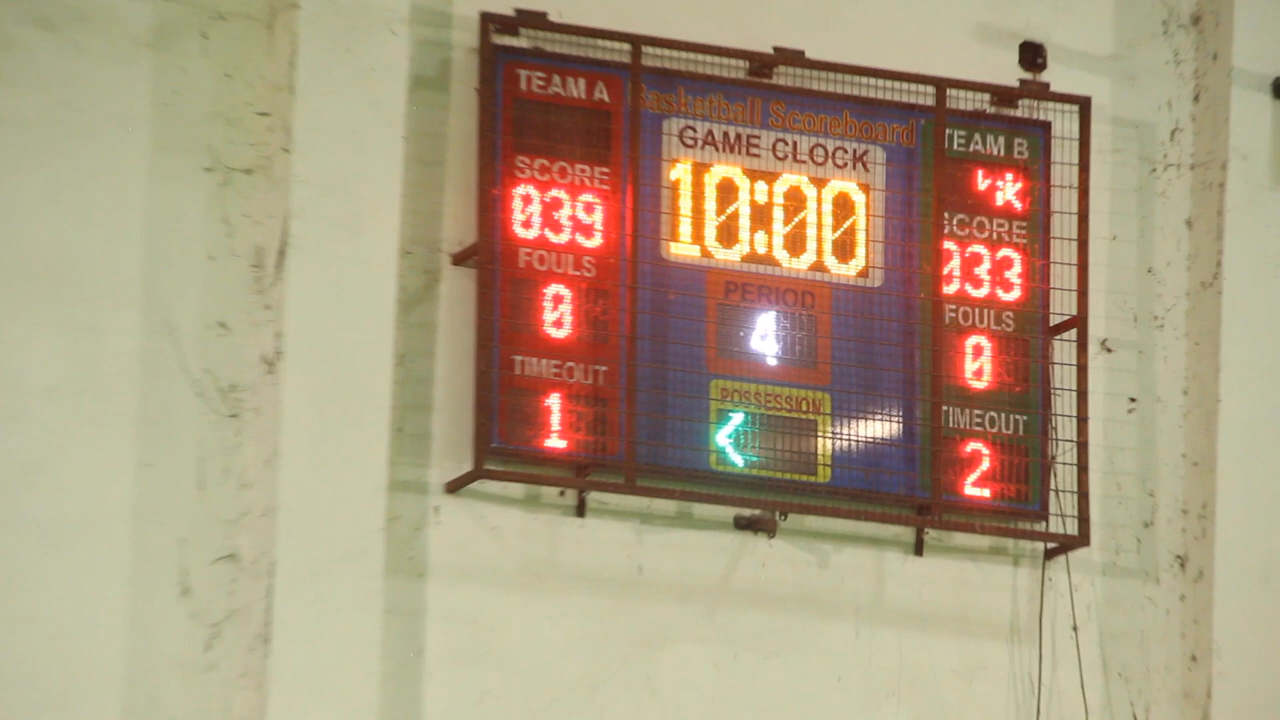 Basketball Scoreboard
TEAM A
SCORE
039
FOULS
0
TIMEOUT
1
GAME CLOCK
10:00
PERIOD
4
POSSESSION
<
TEAM B
SCORE
033
FOULS
0
TIMEOUT
2